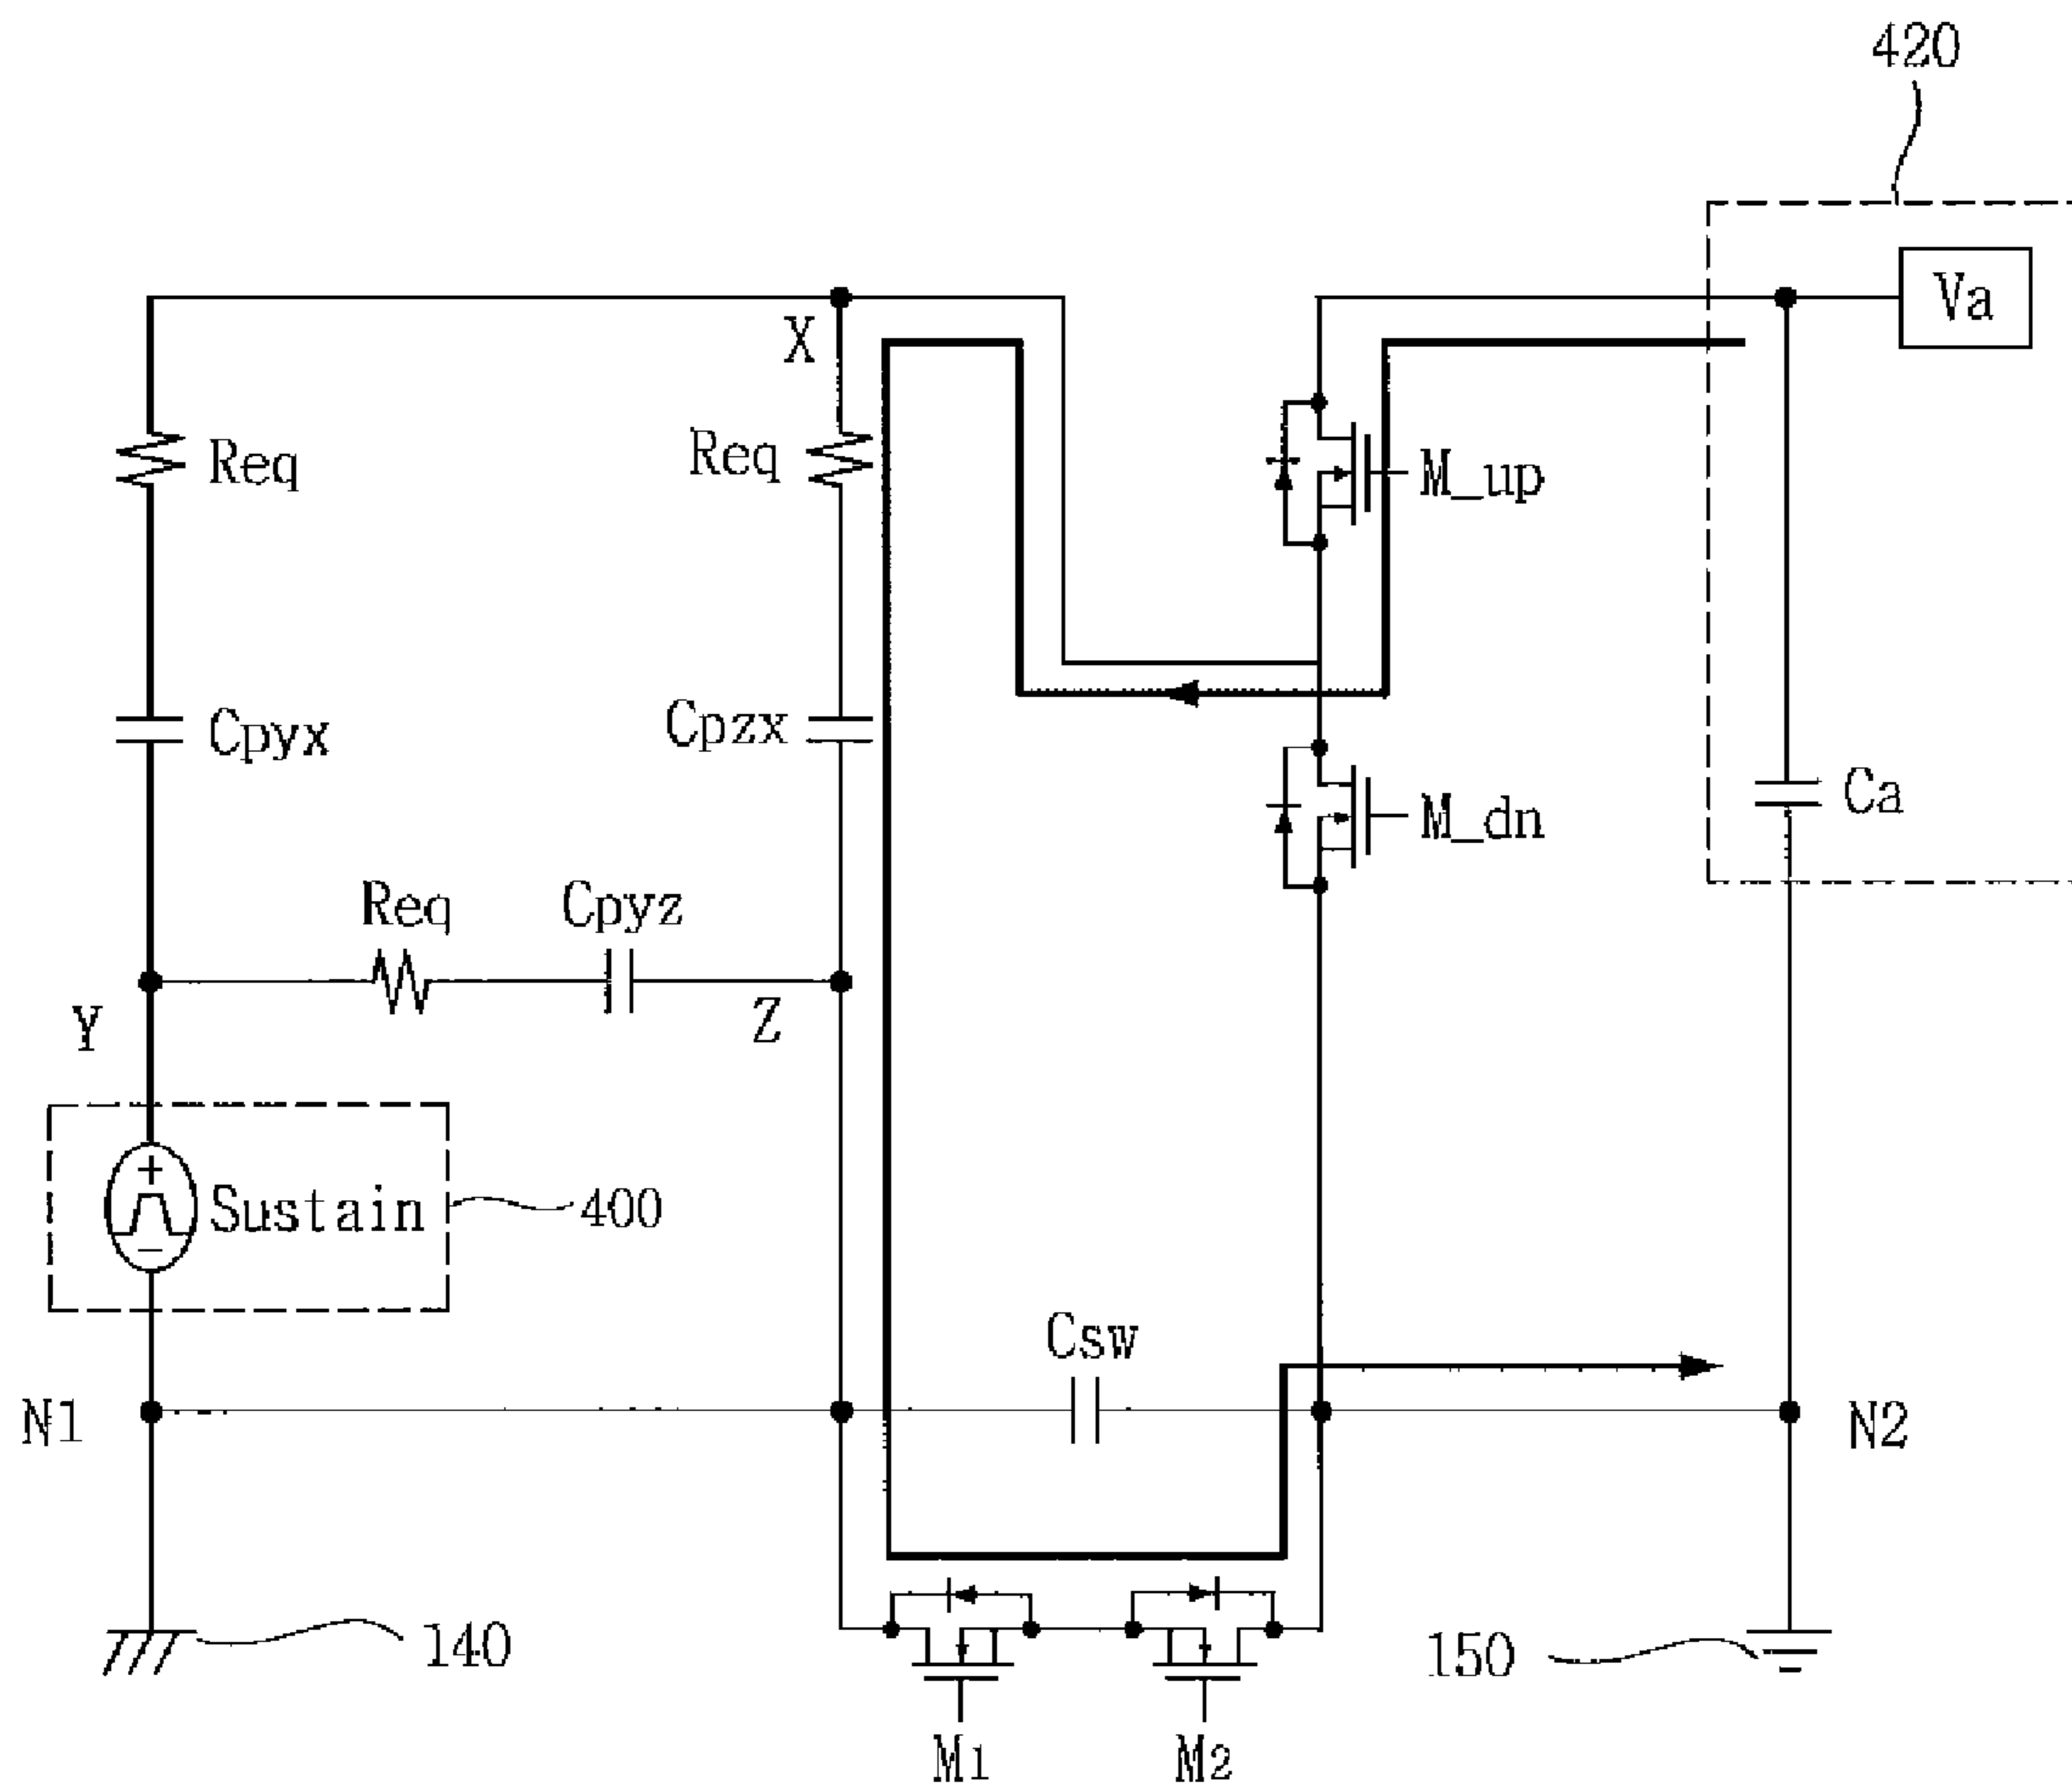 420
Va
X
Req
Req
M_up
Cpyx
Cpzx
Ca
M_dn
Req
Cpyz
Y
Z
+
Sustain
−
400
Csw
N1
N2
140
150
M1
M2